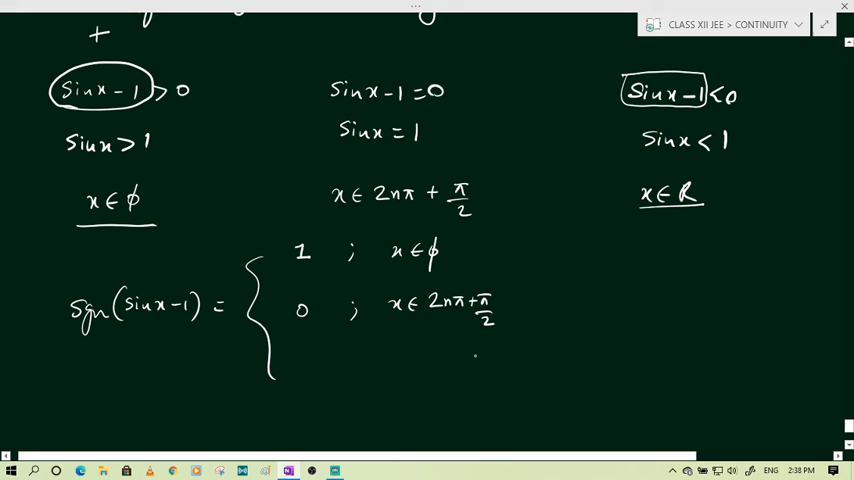 ...
CLASS XII JEE > CONTINUITY
+
Sinx-1 > 0
Sinx-1 = 0
Sinx-1 < 0
Sinx > 1
Sinx = 1
Sinx < 1
x ∈ ϕ
x ∈ 2nπ + π/2
x ∈ R
1 ; x ∈ ϕ
Sgn(Sinx-1) = { 0 ; x ∈ 2nπ + π/2
ENG 2:38 PM